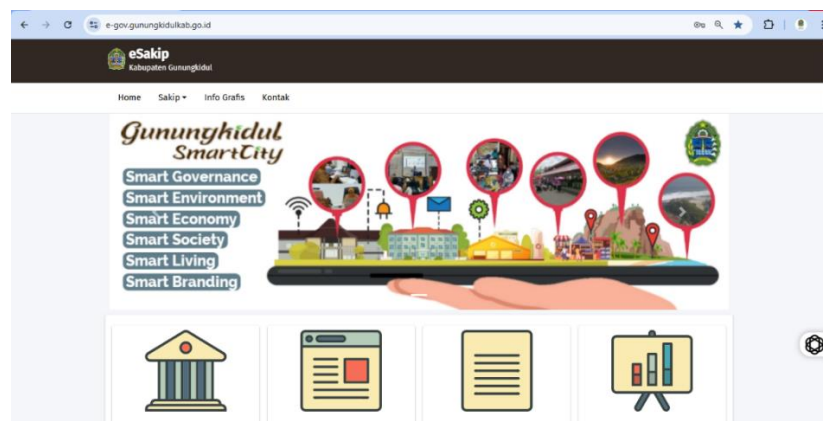 e-gov.gunungkidulkab.go.id
eSakip
Kabupaten Gunungkidul
Home Sakip Info Grafis Kontak
Gunungkidul
SmartCity
Smart Governance
Smart Environment
Smart Economy
Smart Society
Smart Living
Smart Branding